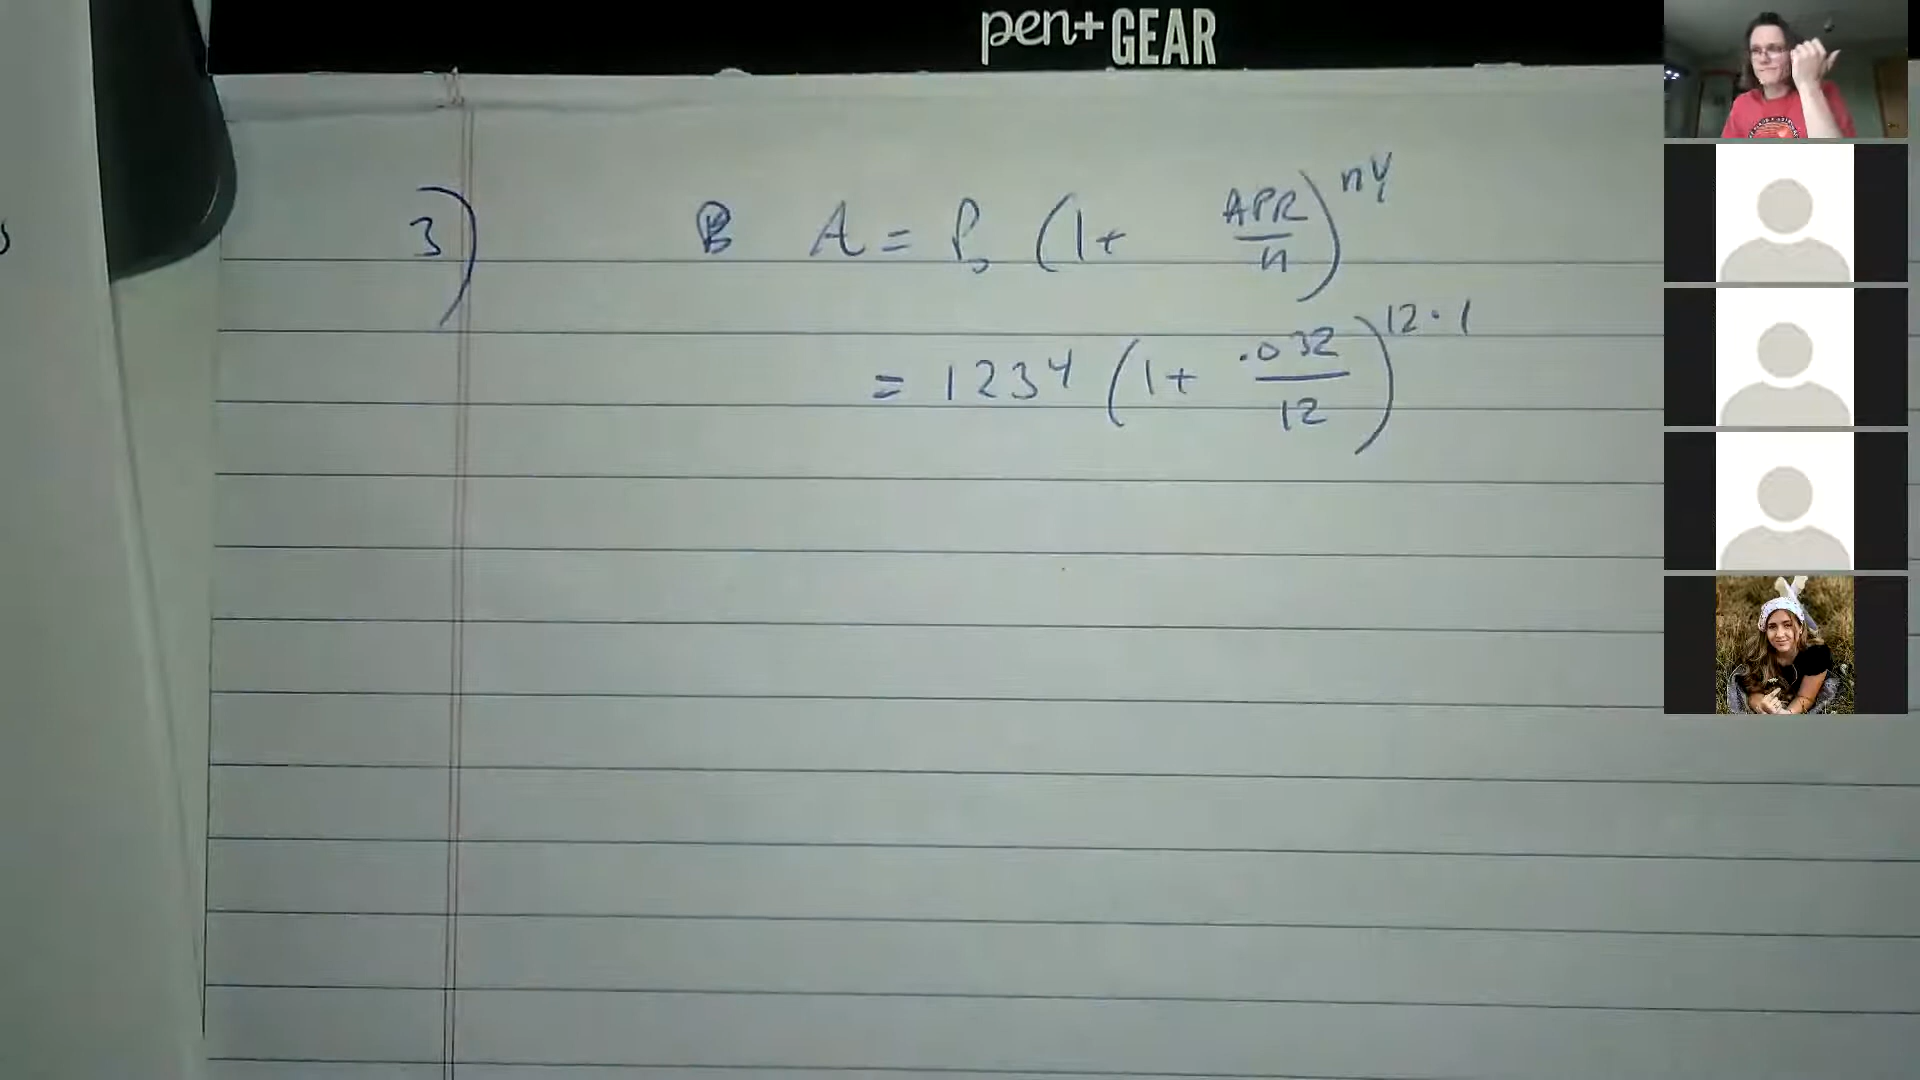 pen+GEAR
3) B A = P₀ (1 + APR/n)^nY
= 1234 (1 + .032/12)^12·1